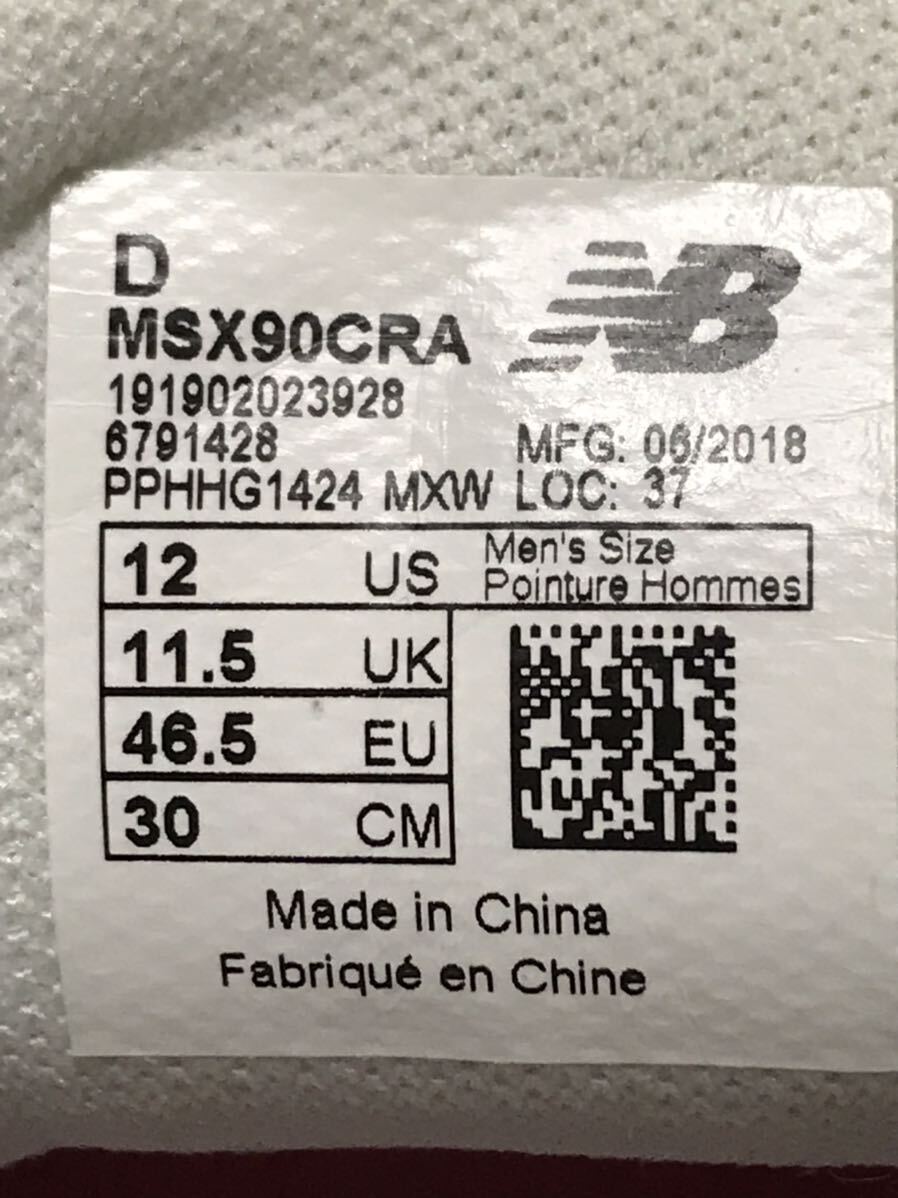 D
NB
MSX90CRA
191902023928
6791428 MFG: 06/2018
PPHHG1424 MXW LOC: 37
12 US Men's Size
Pointure Hommes
11.5 UK
46.5 EU
30 CM
Made in China
Fabriqué en Chine